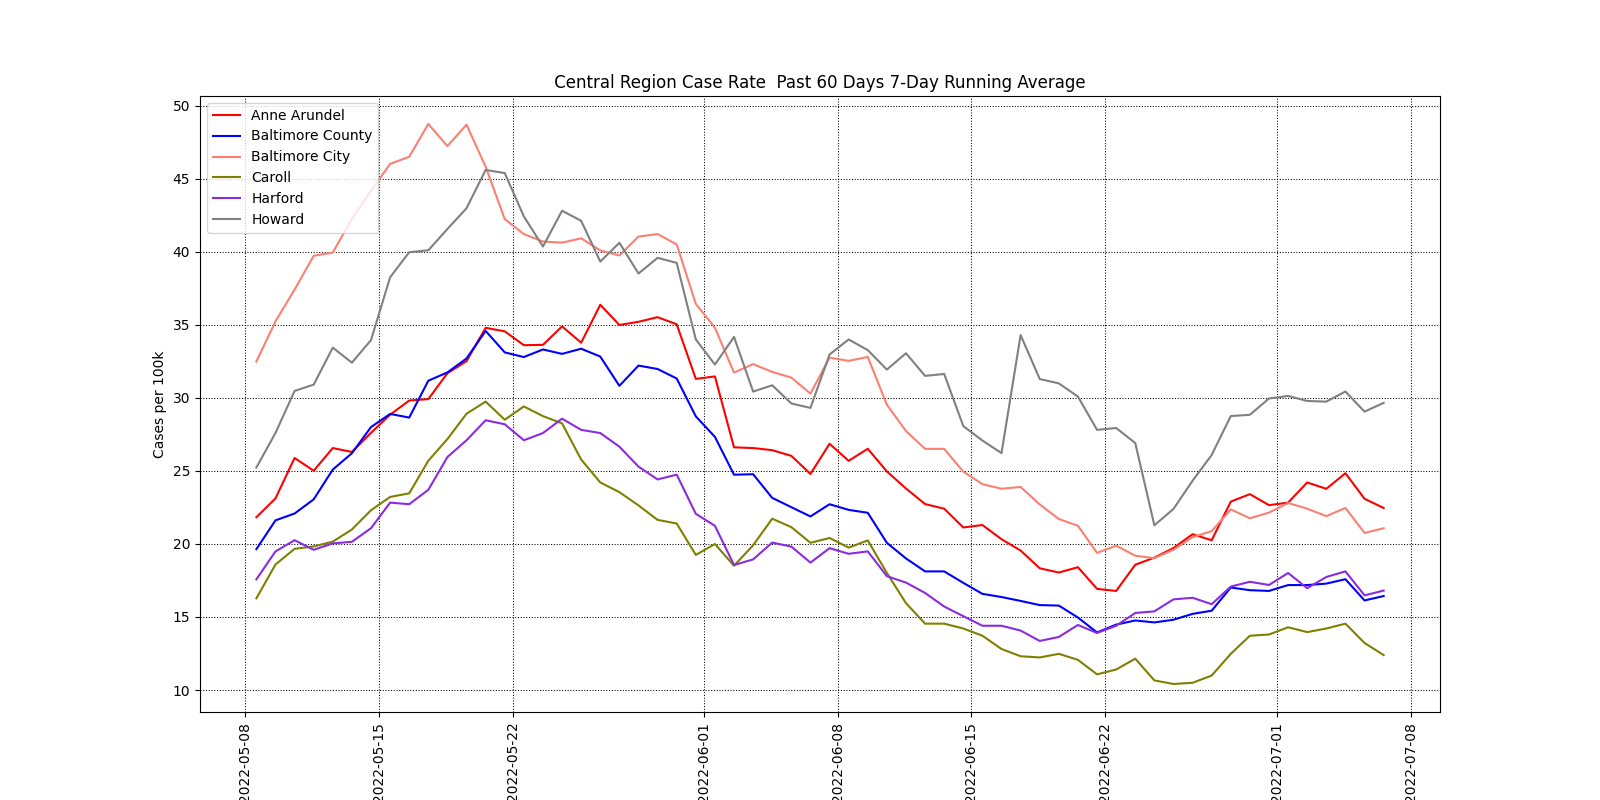 Central Region Case Rate  Past 60 Days 7-Day Running Average
50
45
40
35
30
25
20
15
10
Cases per 100k
Anne Arundel
Baltimore County
Baltimore City
Caroll
Harford
Howard
2022-05-08
2022-05-15
2022-05-22
2022-06-01
2022-06-08
2022-06-15
2022-06-22
2022-07-01
2022-07-08